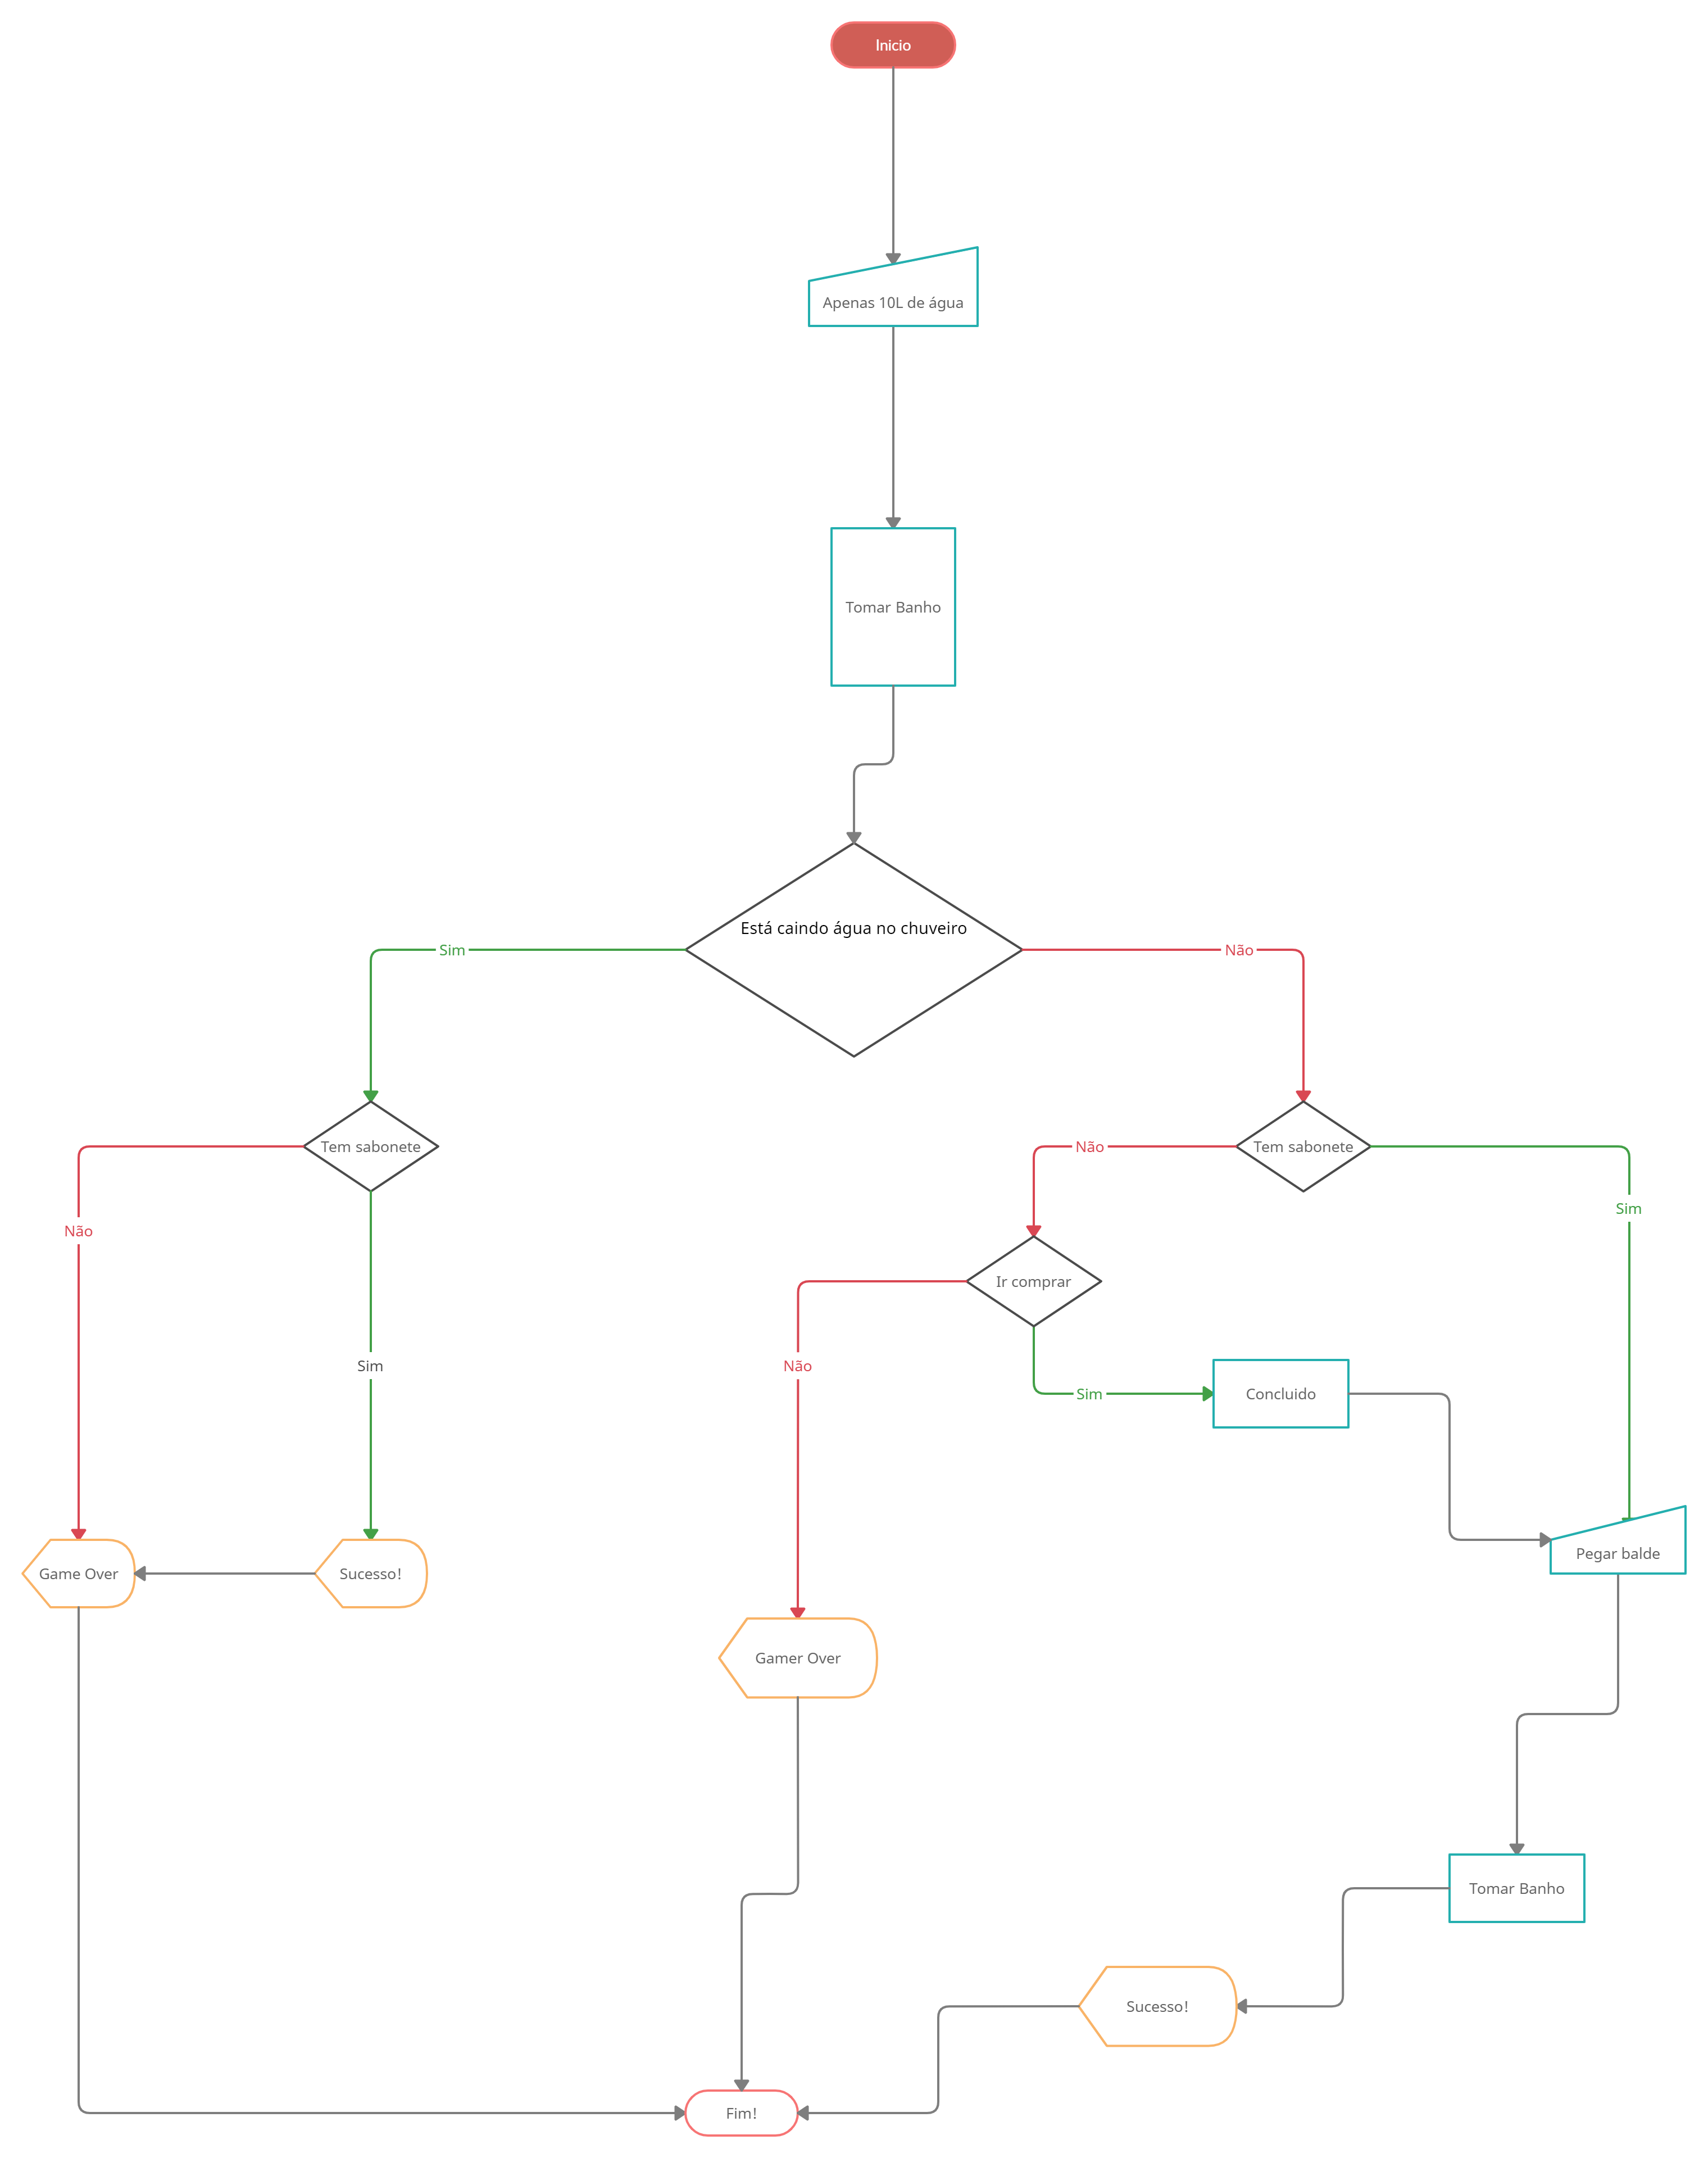 Inicio
Apenas 10L de água
Tomar Banho
Está caindo água no chuveiro
Sim
Não
Tem sabonete
Não
Tem sabonete
Sim
Não
Ir comprar
Sim
Não
Sim
Concluido
Game Over
Sucesso!
Pegar balde
Gamer Over
Tomar Banho
Sucesso!
Fim!
Não
Sim